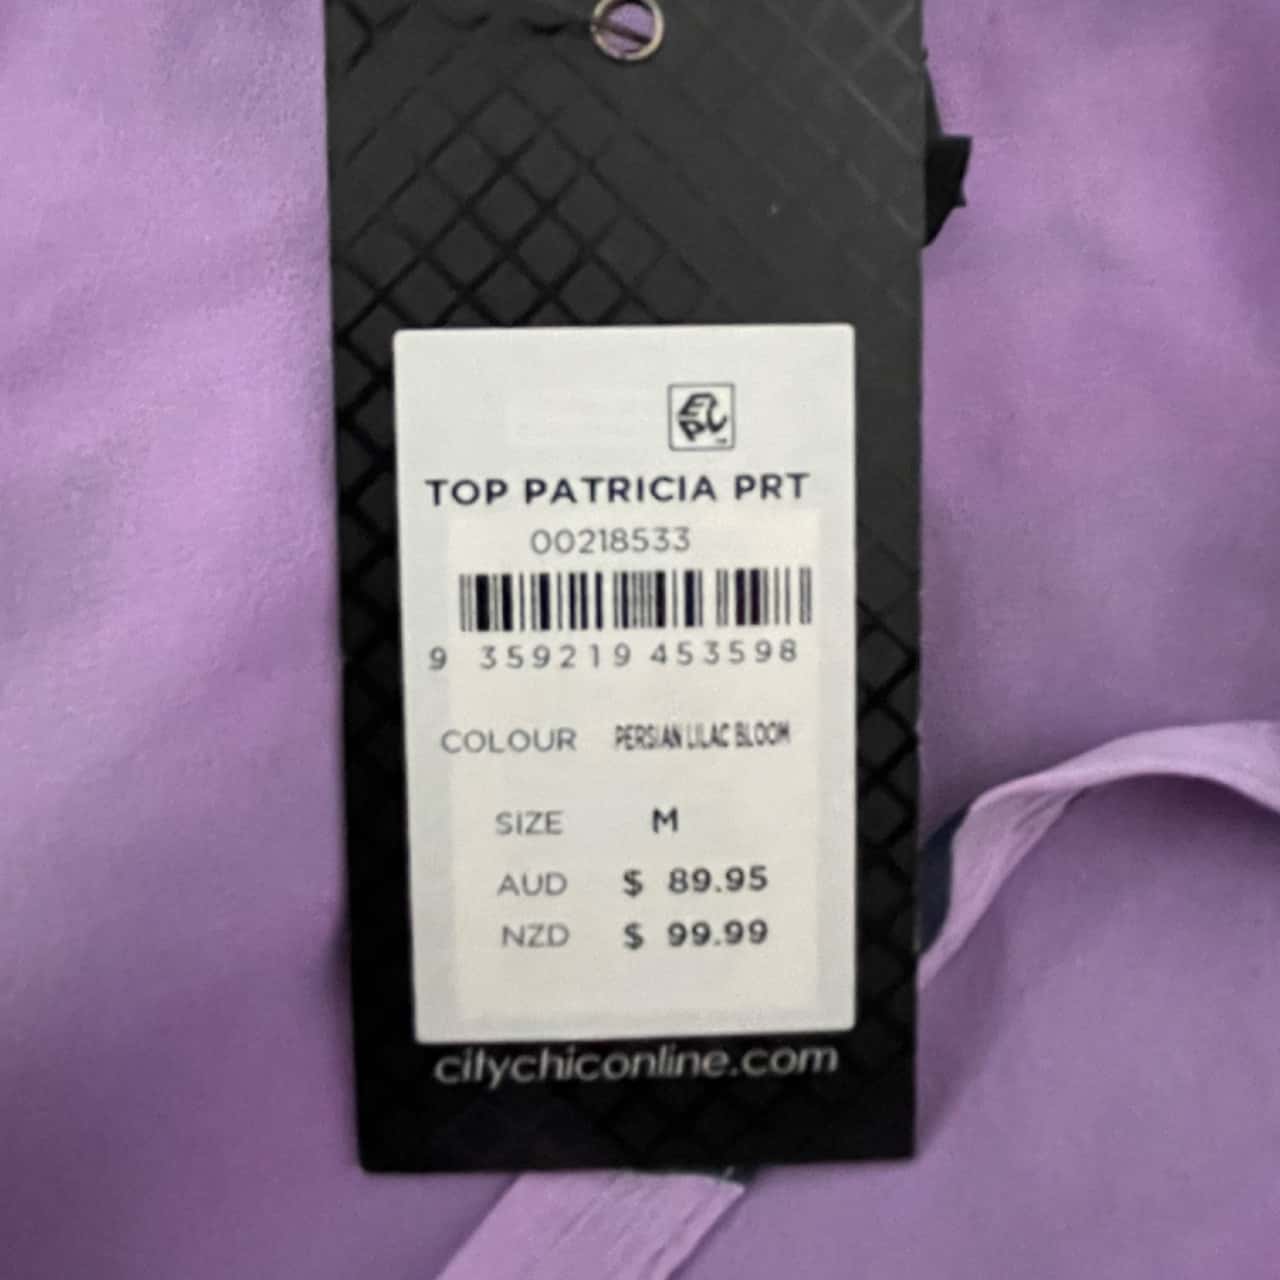 EPC
TOP PATRICIA PRT
00218533
9 359219 453598
COLOUR PERSIAN LILAC BLOOM
SIZE M
AUD $ 89.95
NZD $ 99.99
citychiconline.com